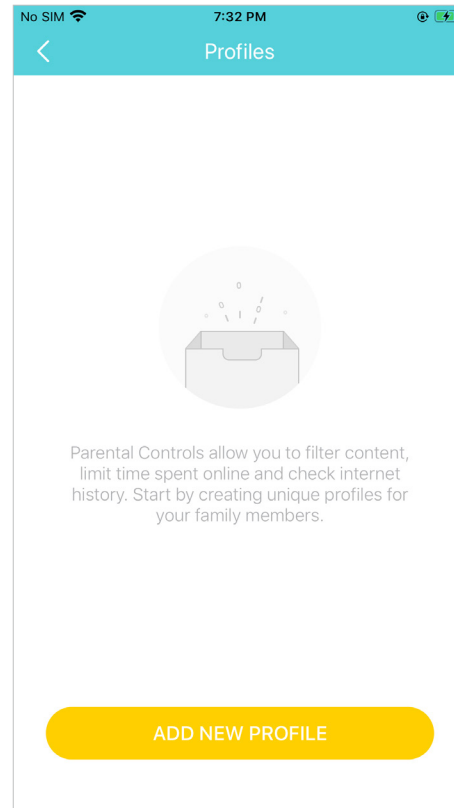 No SIM 7:32 PM
Profiles
Parental Controls allow you to filter content,
limit time spent online and check internet
history. Start by creating unique profiles for
your family members.
ADD NEW PROFILE